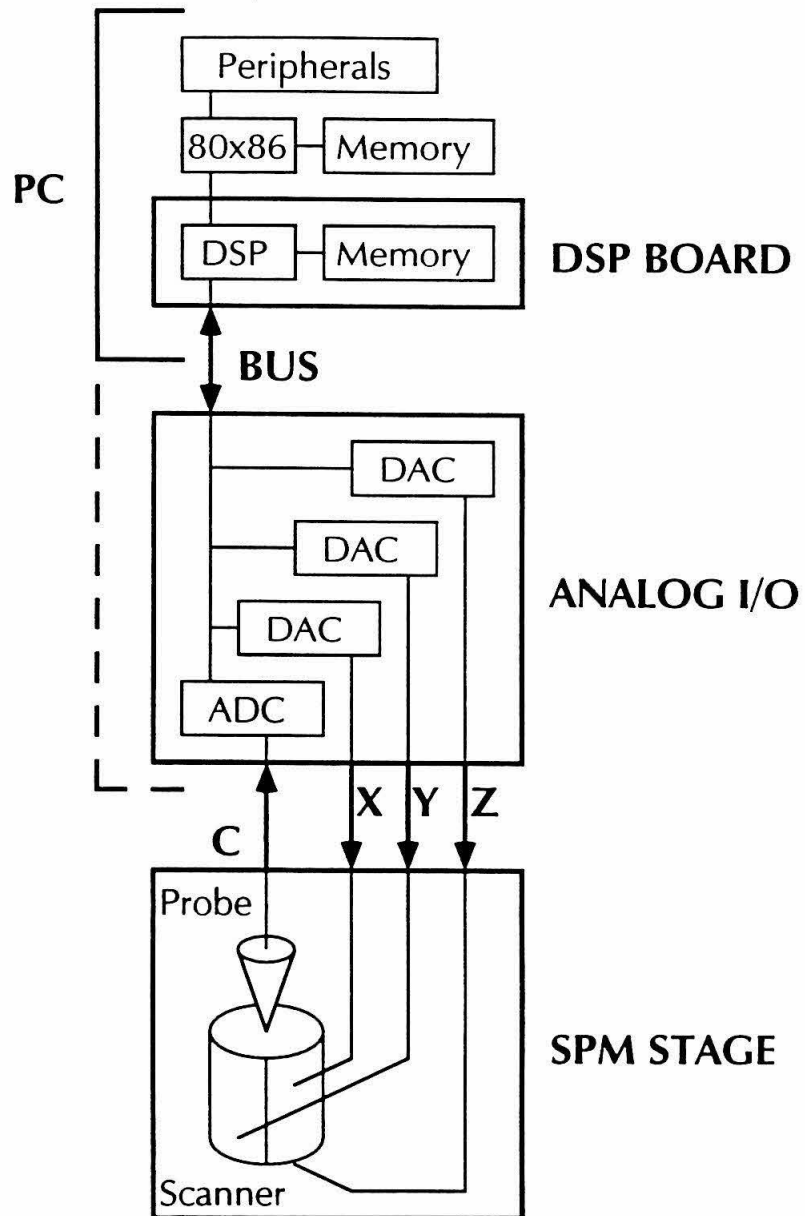 Peripherals
80x86
Memory
PC
DSP
Memory
DSP BOARD
BUS
DAC
DAC
ANALOG I/O
DAC
ADC
X
Y
Z
C
Probe
SPM STAGE
Scanner